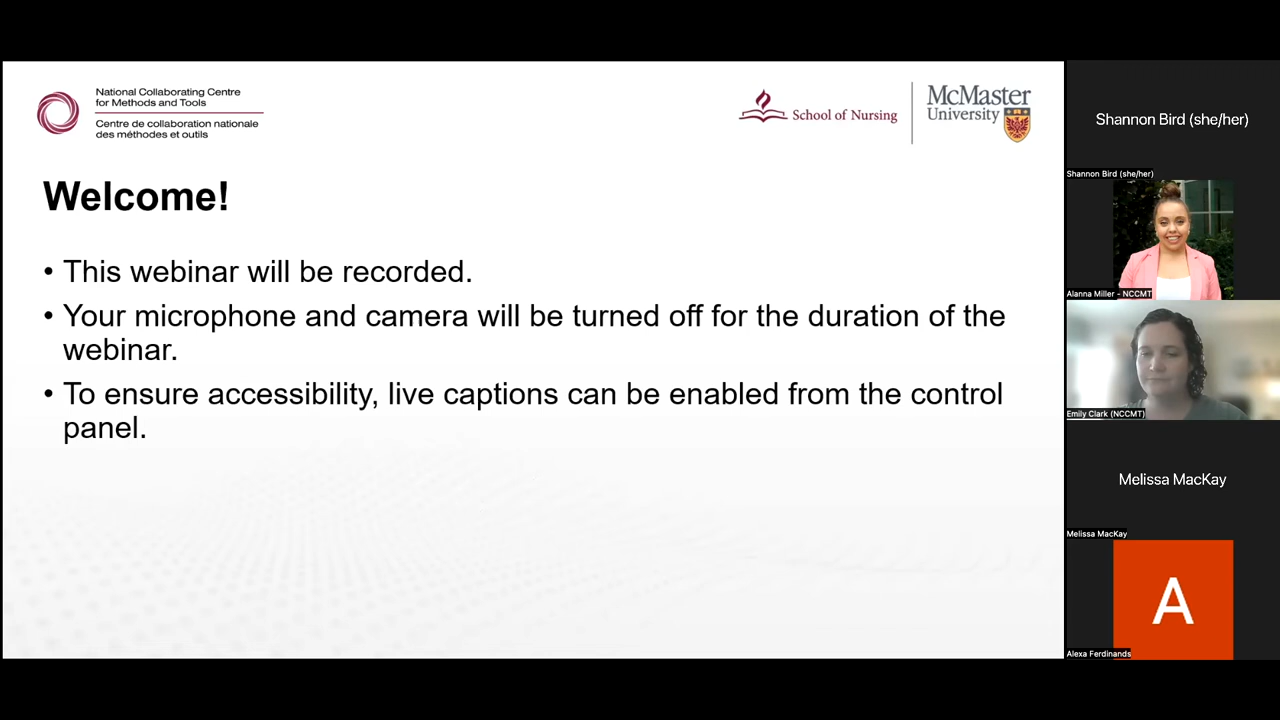 National Collaborating Centre
for Methods and Tools
Centre de collaboration nationale
des méthodes et outils
School of Nursing
McMaster
University
Welcome!
• This webinar will be recorded.
• Your microphone and camera will be turned off for the duration of the
webinar.
• To ensure accessibility, live captions can be enabled from the control
panel.
Shannon Bird (she/her)
Shannon Bird (she/her)
Alanna Miller - NCCMT
Emily Clark (NCCMT)
Melissa MacKay
Melissa MacKay
A
Alexa Ferdinands